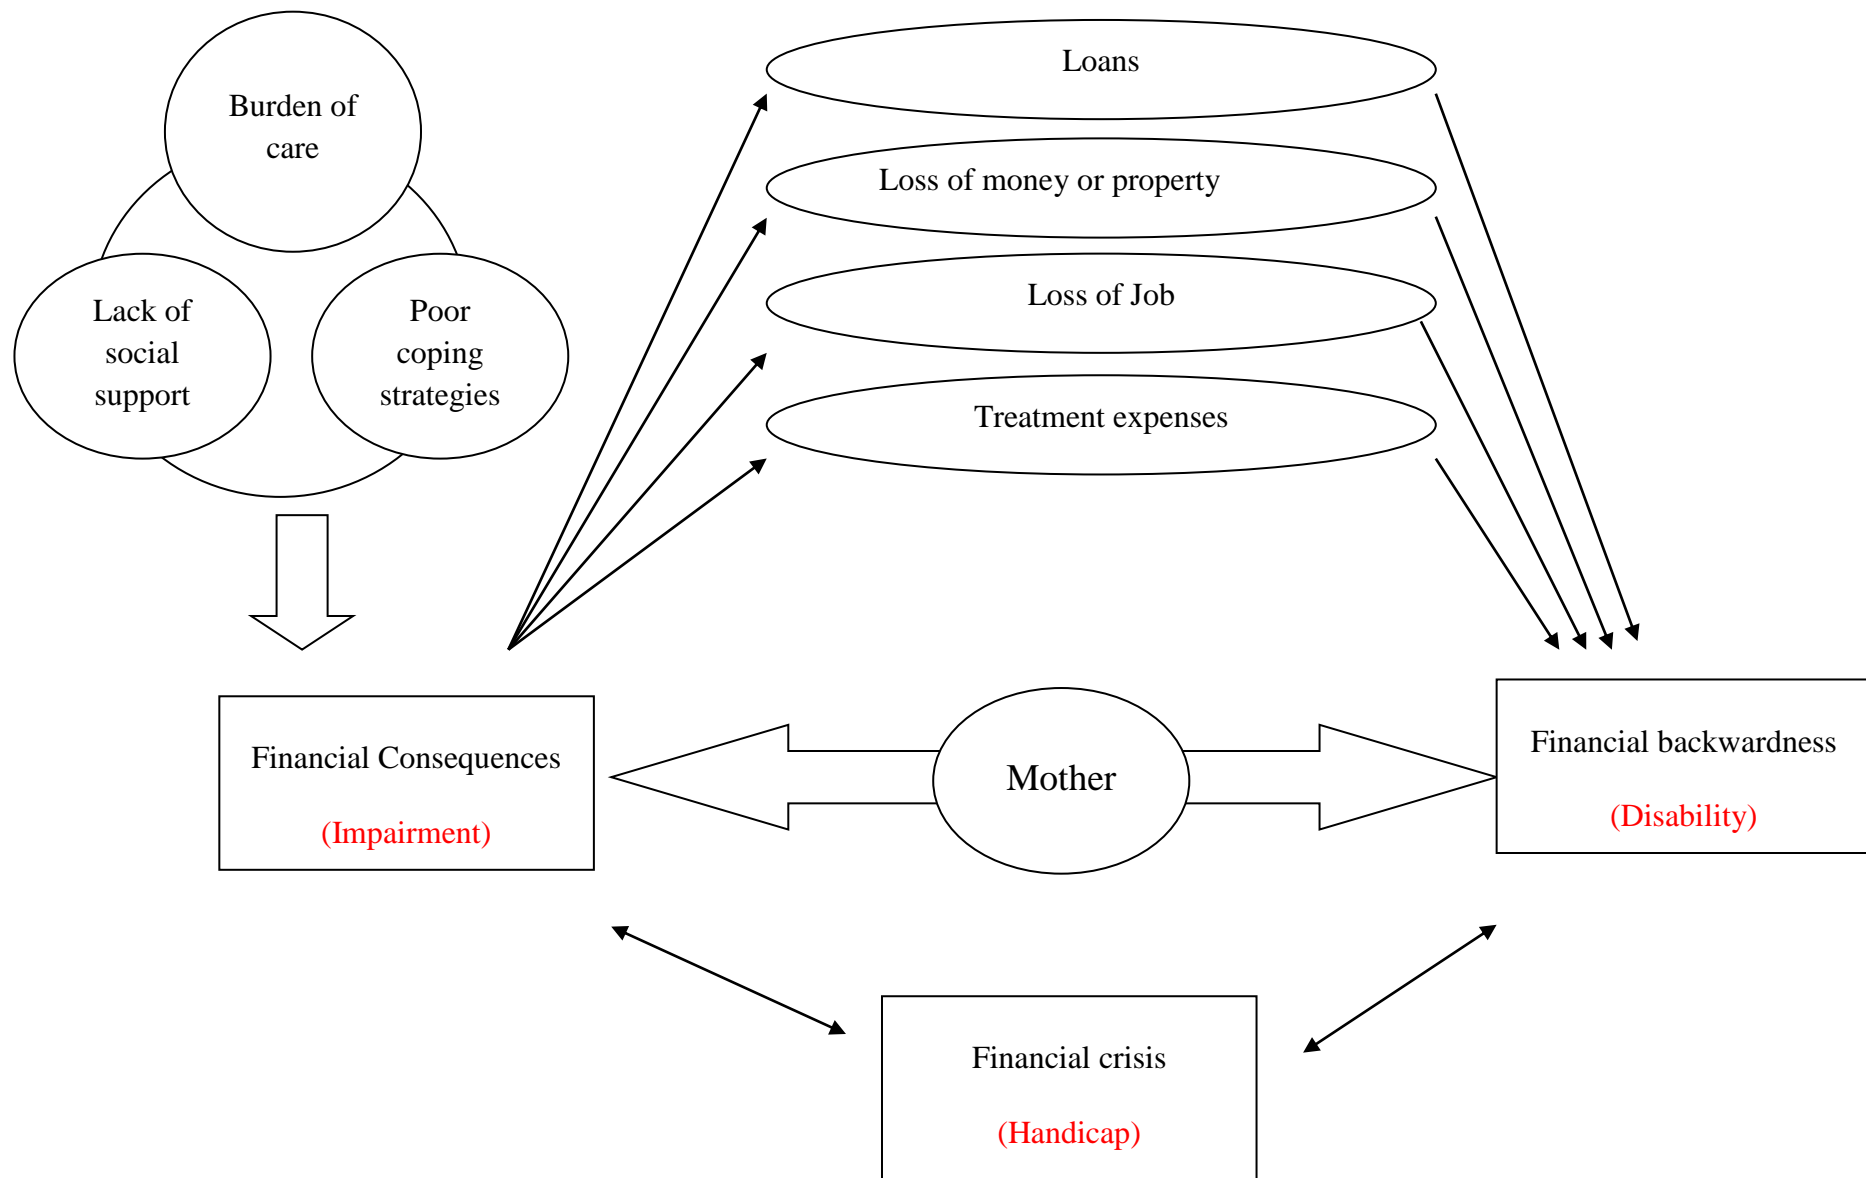 Burden of
care
Lack of
social
support
Poor
coping
strategies
Loans
Loss of money or property
Loss of Job
Treatment expenses
Financial Consequences
(Impairment)
Mother
Financial backwardness
(Disability)
Financial crisis
(Handicap)